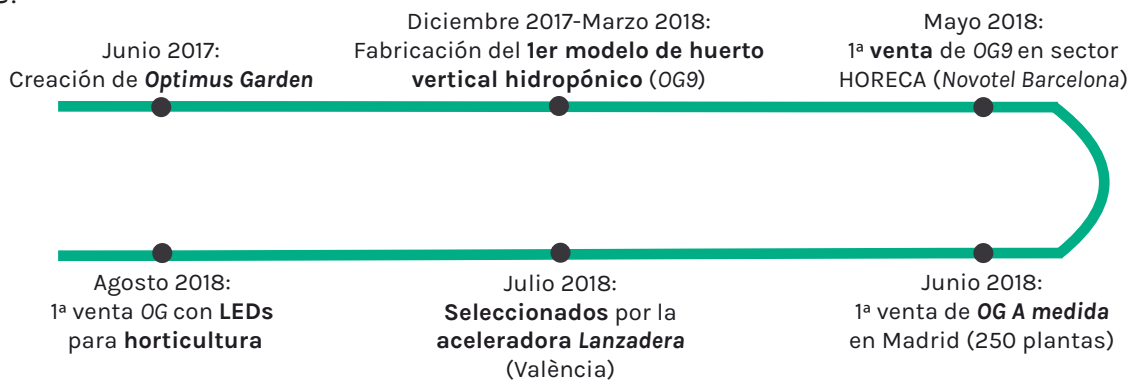 Junio 2017:
Creación de Optimus Garden
Diciembre 2017-Marzo 2018:
Fabricación del 1er modelo de huerto
vertical hidropónico (OG9)
Mayo 2018:
1ª venta de OG9 en sector
HORECA (Novotel Barcelona)
Junio 2018:
1ª venta de OG A medida
en Madrid (250 plantas)
Julio 2018:
Seleccionados por la
aceleradora Lanzadera
(València)
Agosto 2018:
1ª venta OG con LEDs
para horticultura